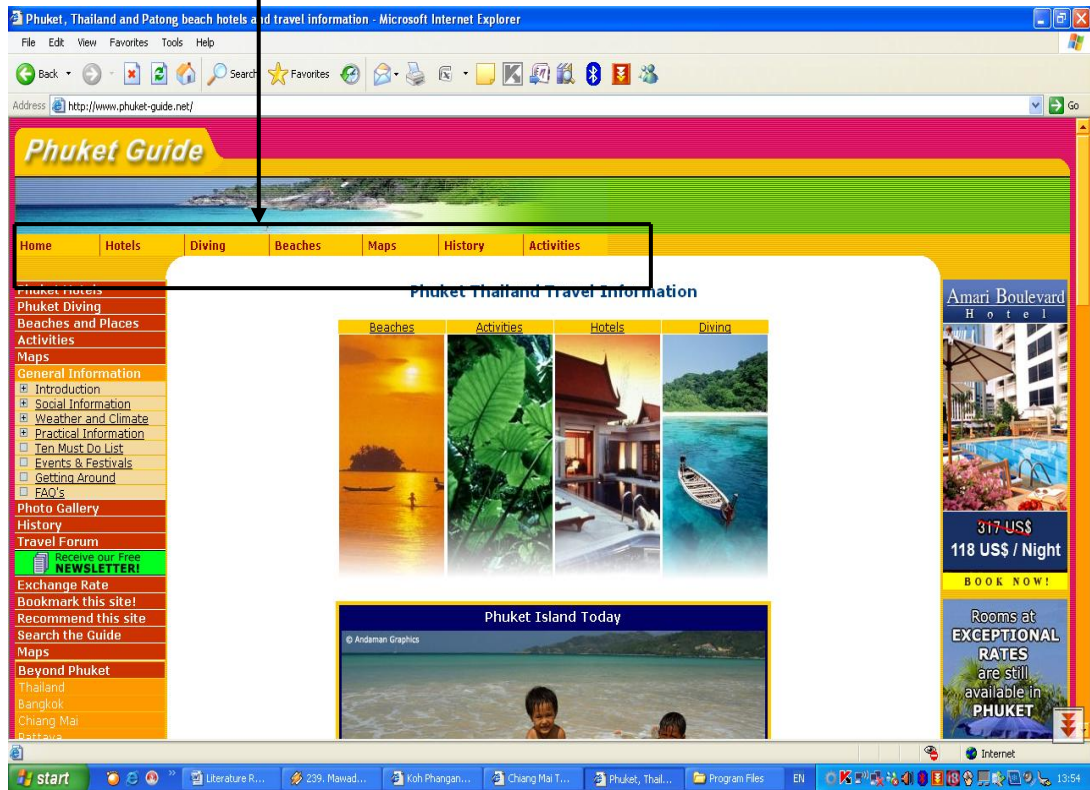 Phuket, Thailand and Patong beach hotels and travel information - Microsoft Internet Explorer
File Edit View Favorites Tools Help
Back Search Favorites
Address http://www.phuket-guide.net/ Go
Phuket Guide
Home Hotels Diving Beaches Maps History Activities
Phuket Hotels
Phuket Diving
Beaches and Places
Activities
Maps
General Information
Introduction
Social Information
Weather and Climate
Practical Information
Ten Must Do List
Events & Festivals
Getting Around
FAQ's
Photo Gallery
History
Travel Forum
Receive our Free
NEWSLETTER!
Exchange Rate
Bookmark this site!
Recommend this site
Search the Guide
Maps
Beyond Phuket
Thailand
Bangkok
Chiang Mai
Pattaya
Phuket Thailand Travel Information
Beaches Activities Hotels Diving
Phuket Island Today
© Andaman Graphics
Amari Boulevard
Hotel
317 US$
118 US$ / Night
BOOK NOW!
Rooms at
EXCEPTIONAL
RATES
are still
available in
PHUKET
Internet
start Literature R... 239. Mawad... Koh Phangan... Chiang Mai T... Phuket, Thail... Program Files EN 13:54